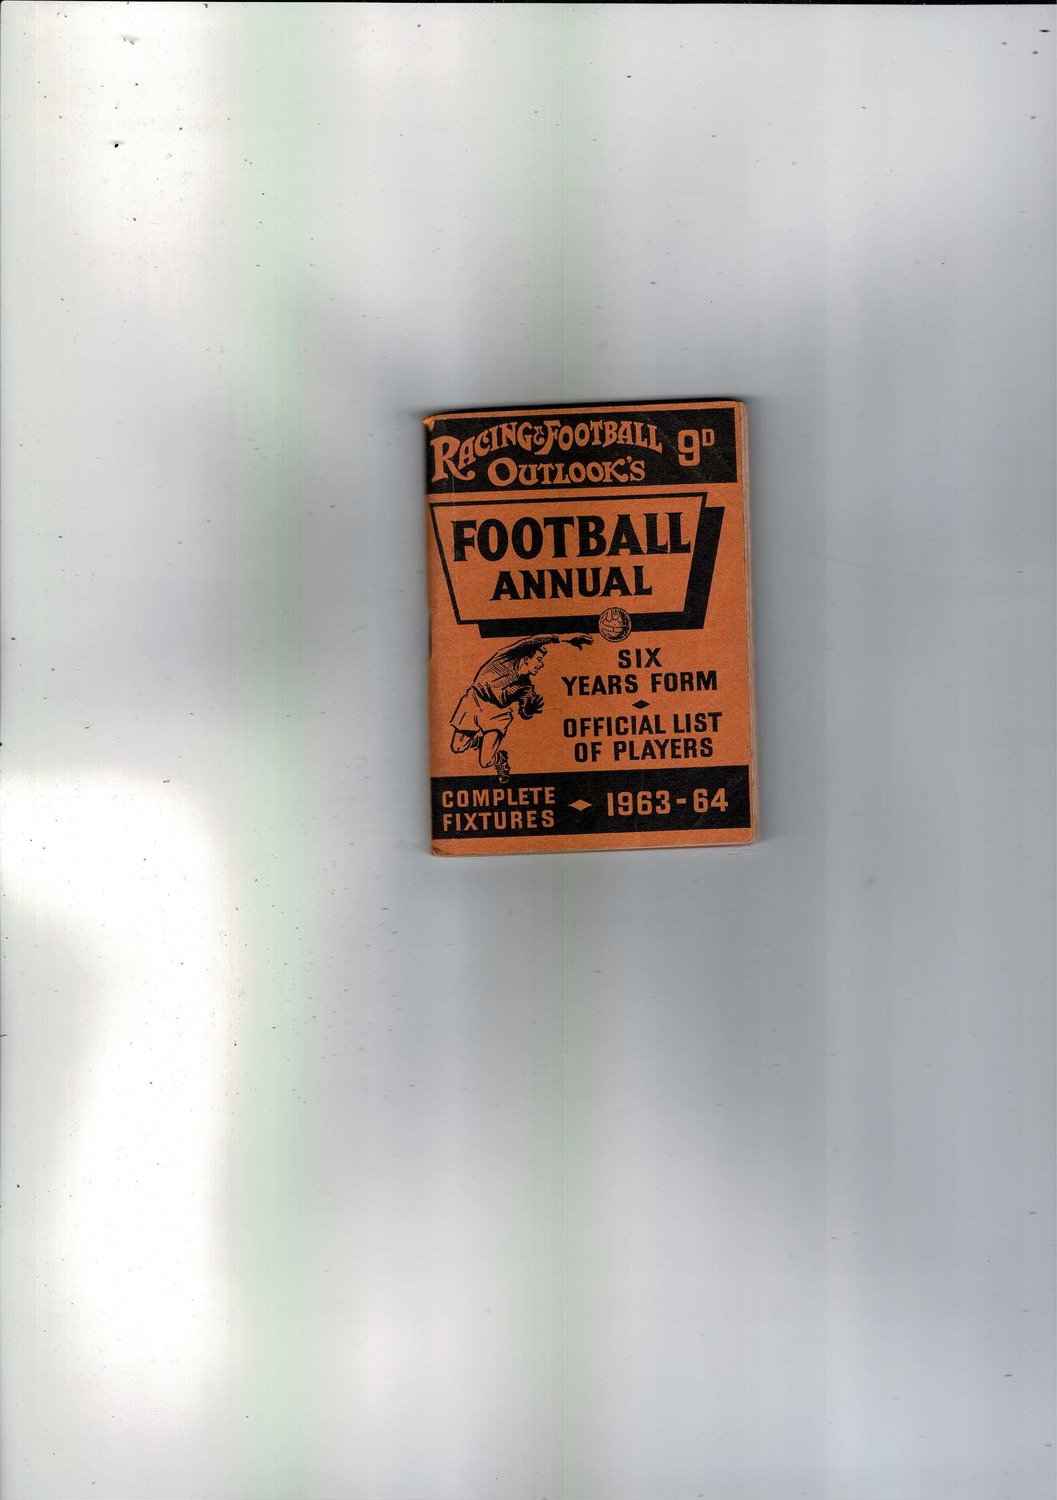 RACING & FOOTBALL
OUTLOOK'S
9D
FOOTBALL
ANNUAL
SIX
YEARS FORM
OFFICIAL LIST
OF PLAYERS
COMPLETE
FIXTURES
1963-64